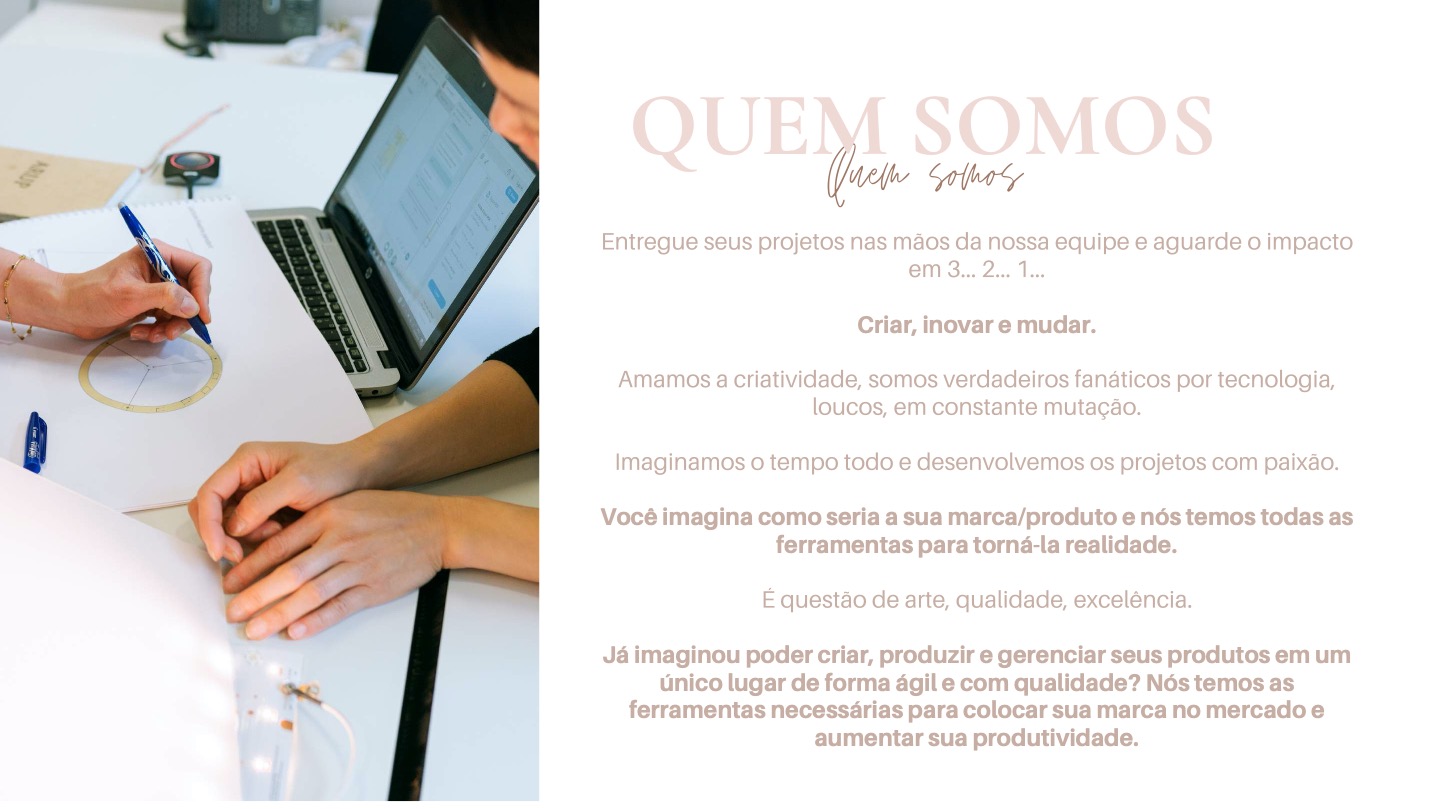 QUEM SOMOS
Quem somos
Entregue seus projetos nas mãos da nossa equipe e aguarde o impacto
em 3... 2... 1...
Criar, inovar e mudar.
Amamos a criatividade, somos verdadeiros fanáticos por tecnologia,
loucos, em constante mutação.
Imaginamos o tempo todo e desenvolvemos os projetos com paixão.
Você imagina como seria a sua marca/produto e nós temos todas as
ferramentas para torná-la realidade.
É questão de arte, qualidade, excelência.
Já imaginou poder criar, produzir e gerenciar seus produtos em um
único lugar de forma ágil e com qualidade? Nós temos as
ferramentas necessárias para colocar sua marca no mercado e
aumentar sua produtividade.